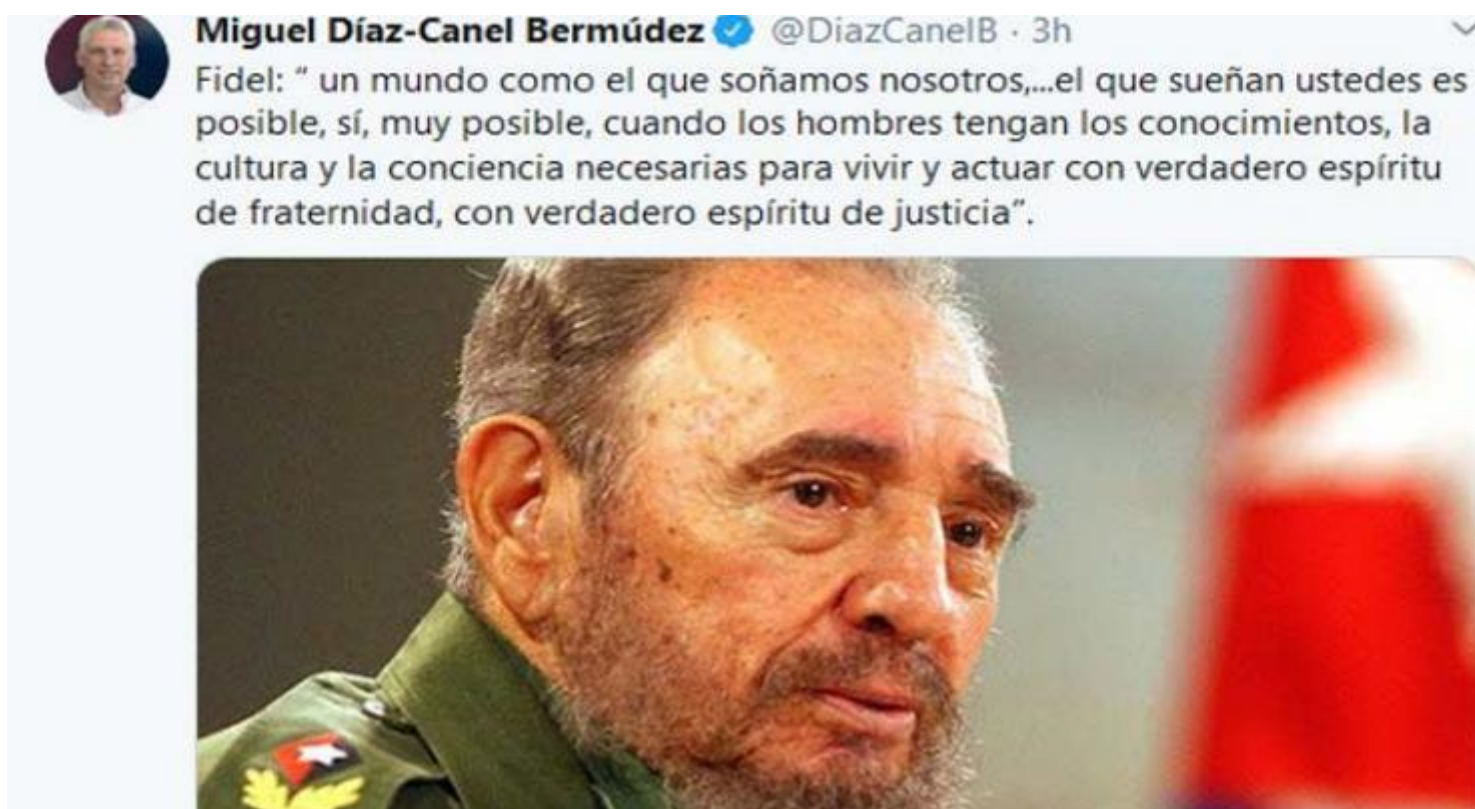 Miguel Díaz-Canel Bermúdez @DiazCanelB · 3h
Fidel: “ un mundo como el que soñamos nosotros,...el que sueñan ustedes es
posible, sí, muy posible, cuando los hombres tengan los conocimientos, la
cultura y la conciencia necesarias para vivir y actuar con verdadero espíritu
de fraternidad, con verdadero espíritu de justicia”.